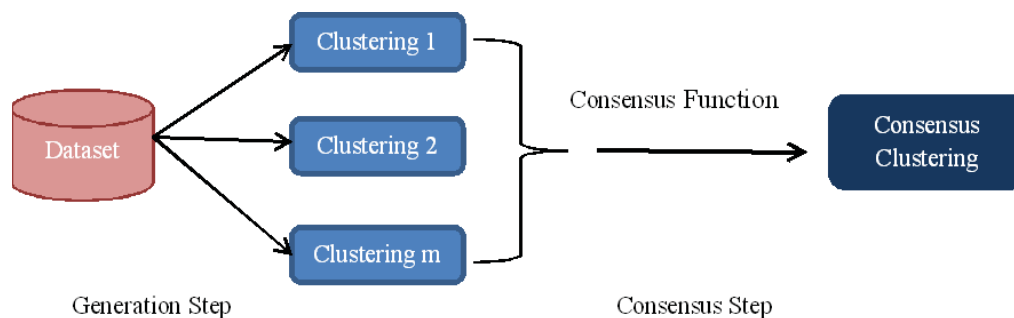 Clustering 1
Consensus Function
Dataset
Clustering 2
Consensus
Clustering
Clustering m
Generation Step
Consensus Step